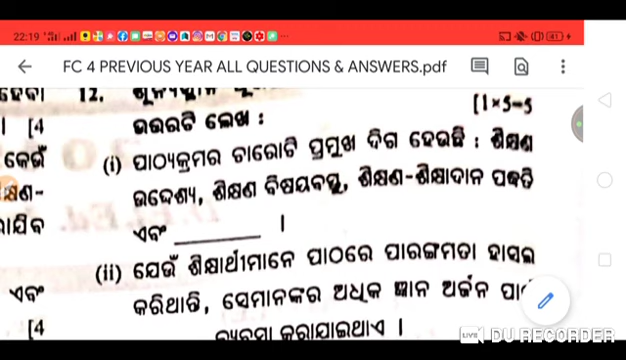 22:19
41
FC 4 PREVIOUS YEAR ALL QUESTIONS & ANSWERS.pdf
12.
[1×5=5
ଉତ୍ତରଟି ଲେଖ :
[4
(i) ପାଠ୍ୟକ୍ରମର ଚାରୋଟି ପ୍ରମୁଖ ଦିଗ ହେଉଛି : ଶିକ୍ଷଣ
କେଉଁ
ଉଦ୍ଦେଶ୍ୟ, ଶିକ୍ଷଣ ବିଷୟବସ୍ତୁ, ଶିକ୍ଷଣ-ଶିକ୍ଷାଦାନ ପଦ୍ଧତି
ଏବଂ ________ ।
(ii) ଯେଉଁ ଶିକ୍ଷାର୍ଥୀମାନେ ପାଠରେ ପାରଙ୍ଗମତା ହାସଲ
ଏବଂ
କରିଥାନ୍ତି, ସେମାନଙ୍କର ଅଧିକ ଜ୍ଞାନ ଅର୍ଜନ
[4
ବ୍ୟବସ୍ଥା କରାଯାଇଥାଏ ।
LIVE DU RECORDER